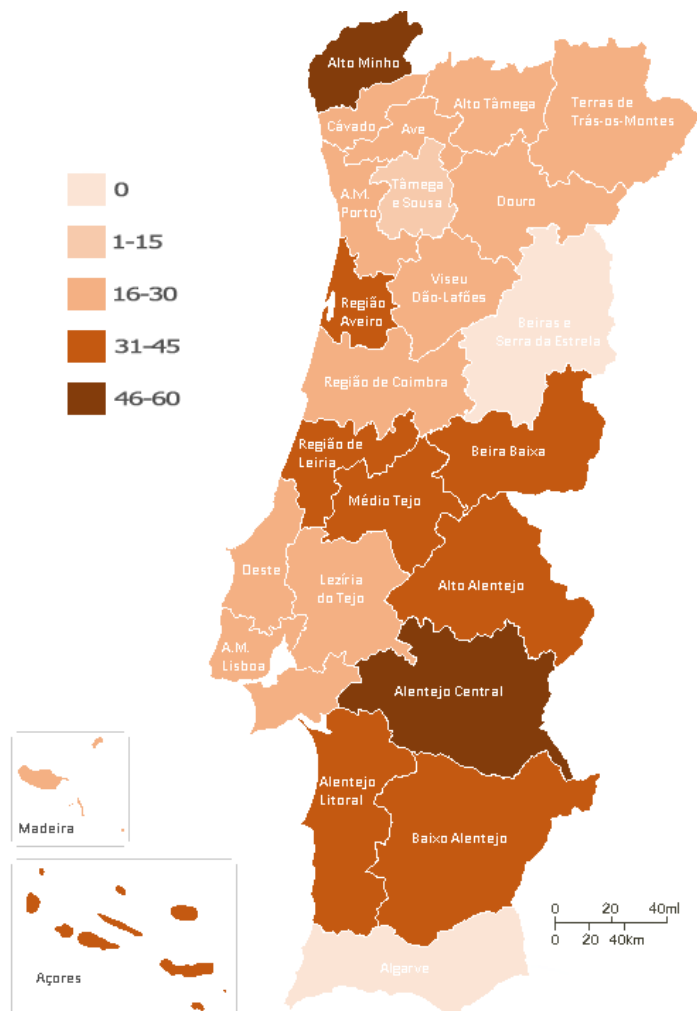 Alto Minho
Alto Tâmega
Terras de
Trás-os-Montes
Cávado
Ave
0
Tâmega
e Sousa
A.M.
Porto
Douro
1-15
16-30
Viseu
Dão-Lafões
Região
Aveiro
Beiras e
Serra da Estrela
31-45
Região de Coimbra
46-60
Região de
Leiria
Beira Baixa
Médio Tejo
Oeste
Lezíria
do Tejo
Alto Alentejo
A.M.
Lisboa
Alentejo Central
Alentejo
Litoral
Madeira
Baixo Alentejo
0 20 40ml
0 20 40km
Algarve
Açores